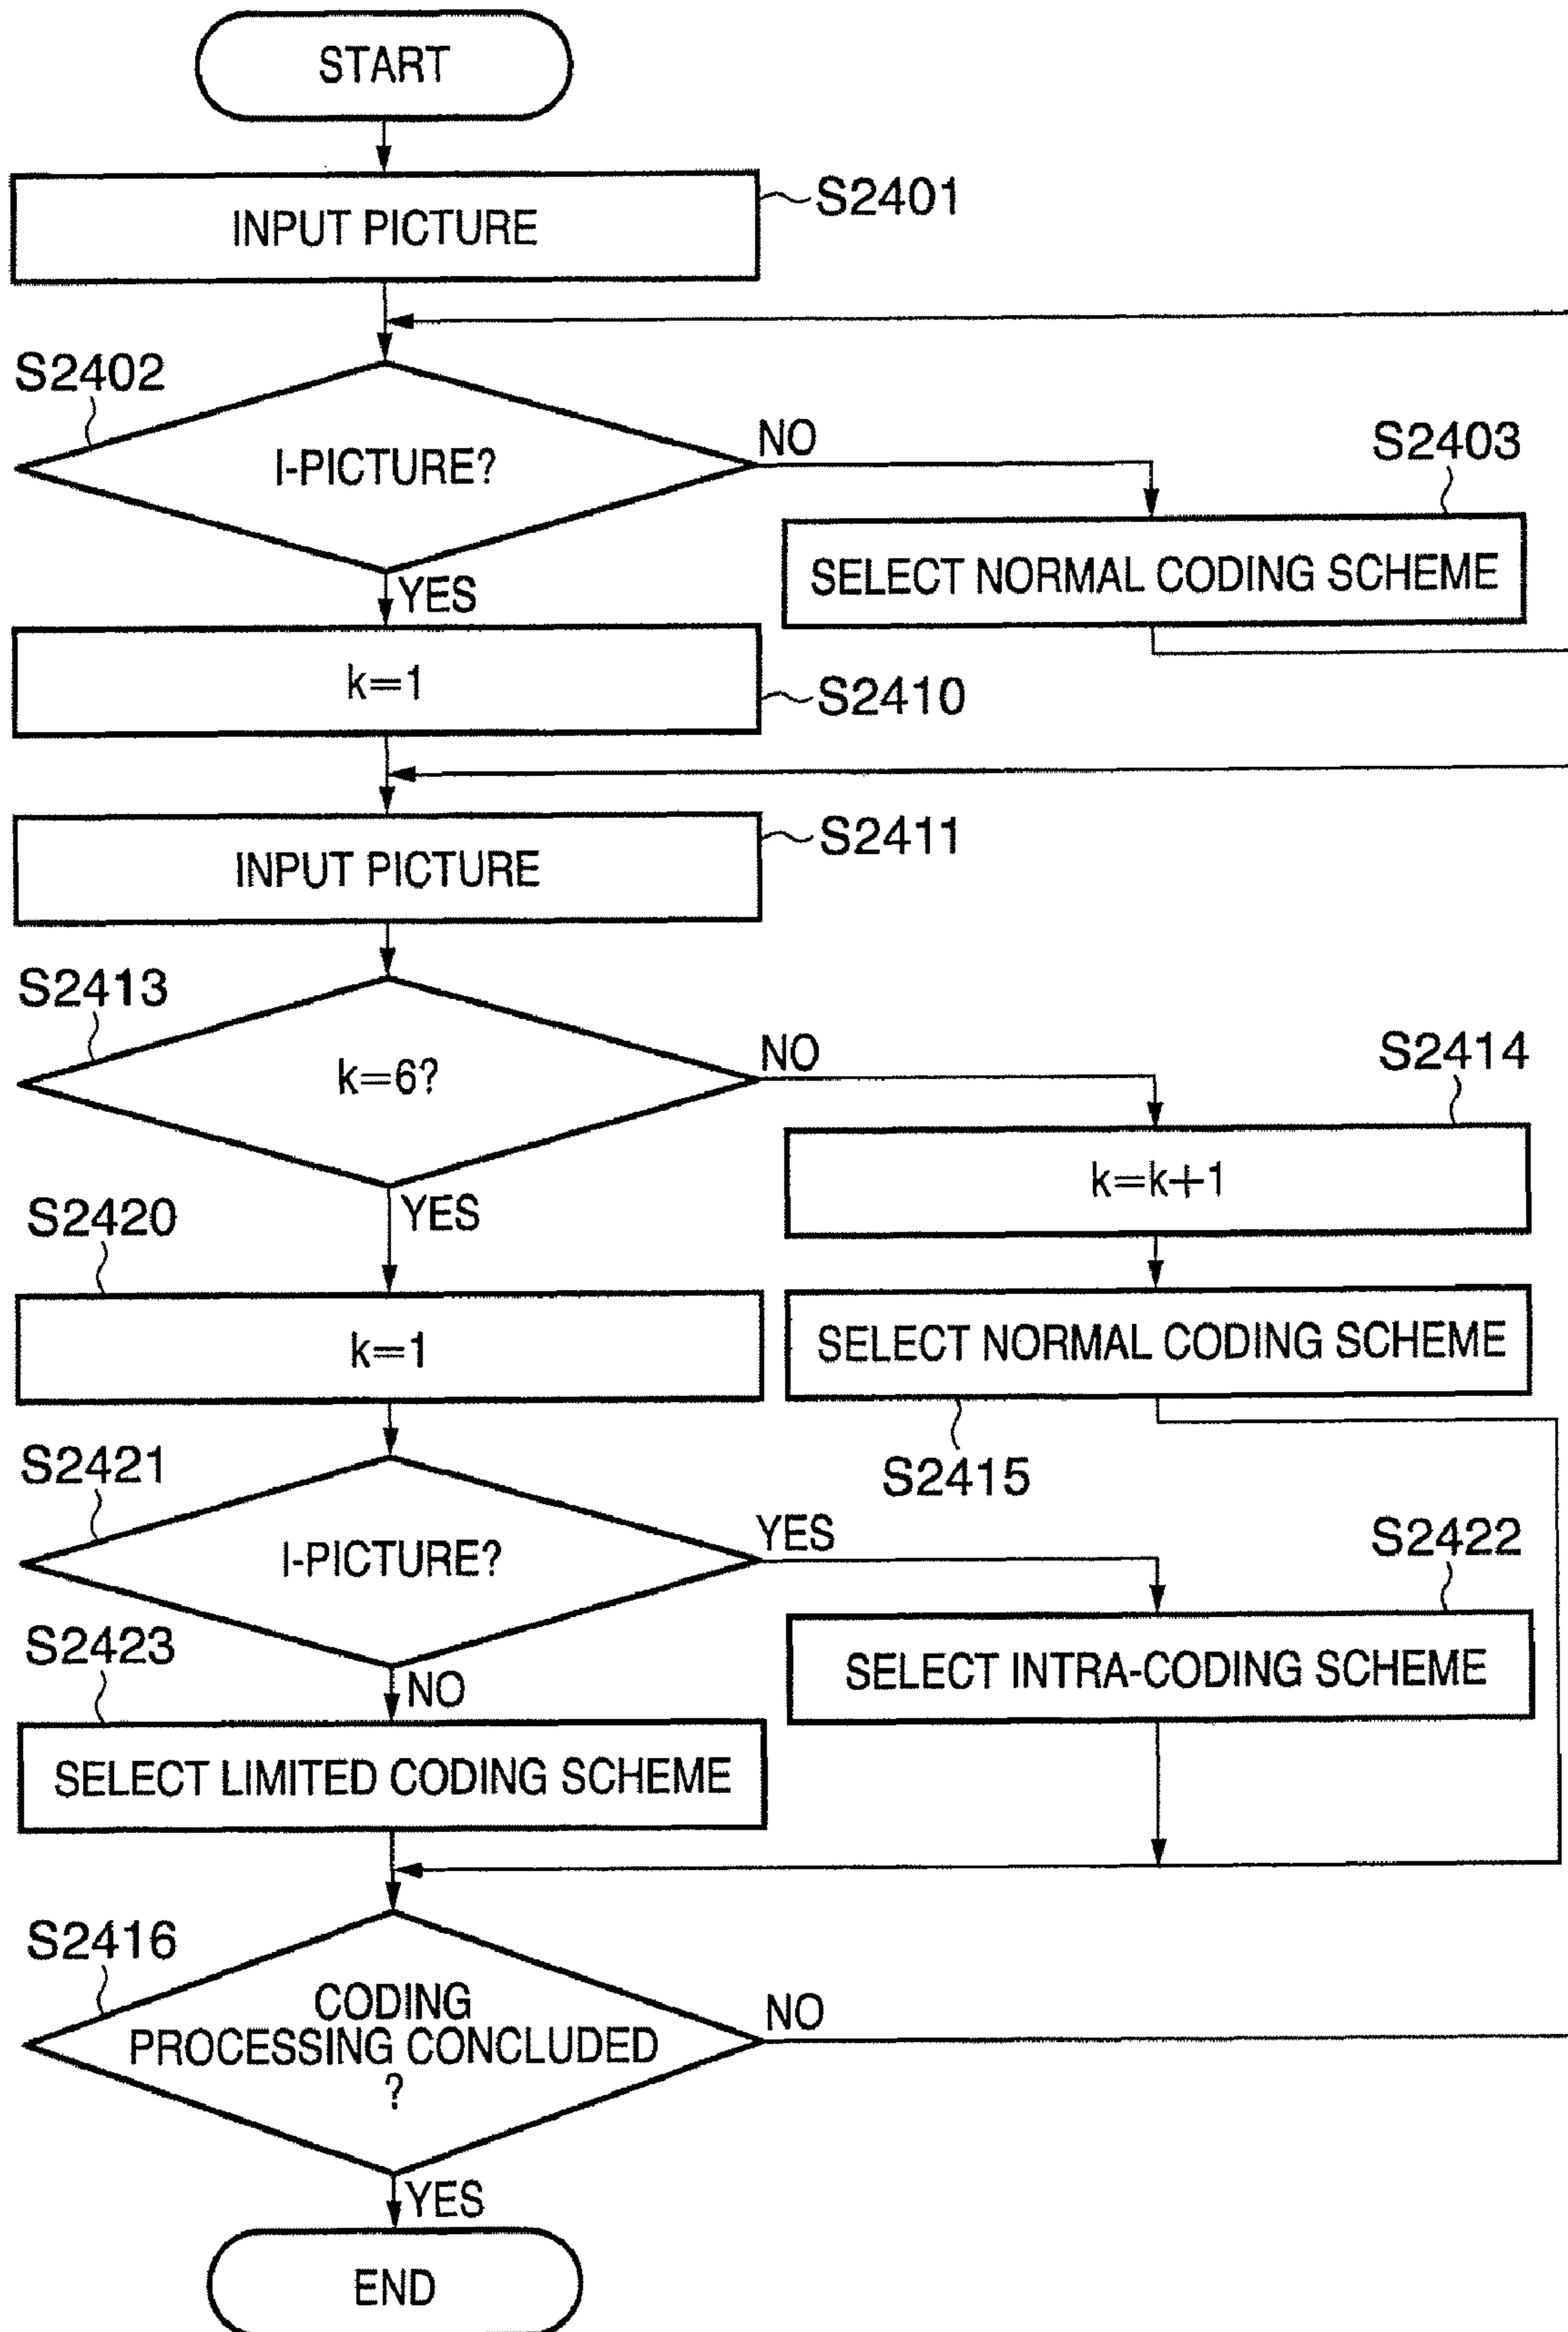 START
INPUT PICTURE
S2401
S2402
I-PICTURE?
NO
S2403
SELECT NORMAL CODING SCHEME
YES
k=1
S2410
INPUT PICTURE
S2411
S2413
k=6?
NO
S2414
k=k+1
YES
S2420
k=1
SELECT NORMAL CODING SCHEME
S2415
S2421
I-PICTURE?
YES
S2422
SELECT INTRA-CODING SCHEME
NO
S2423
SELECT LIMITED CODING SCHEME
S2416
CODING
PROCESSING CONCLUDED
?
NO
YES
END